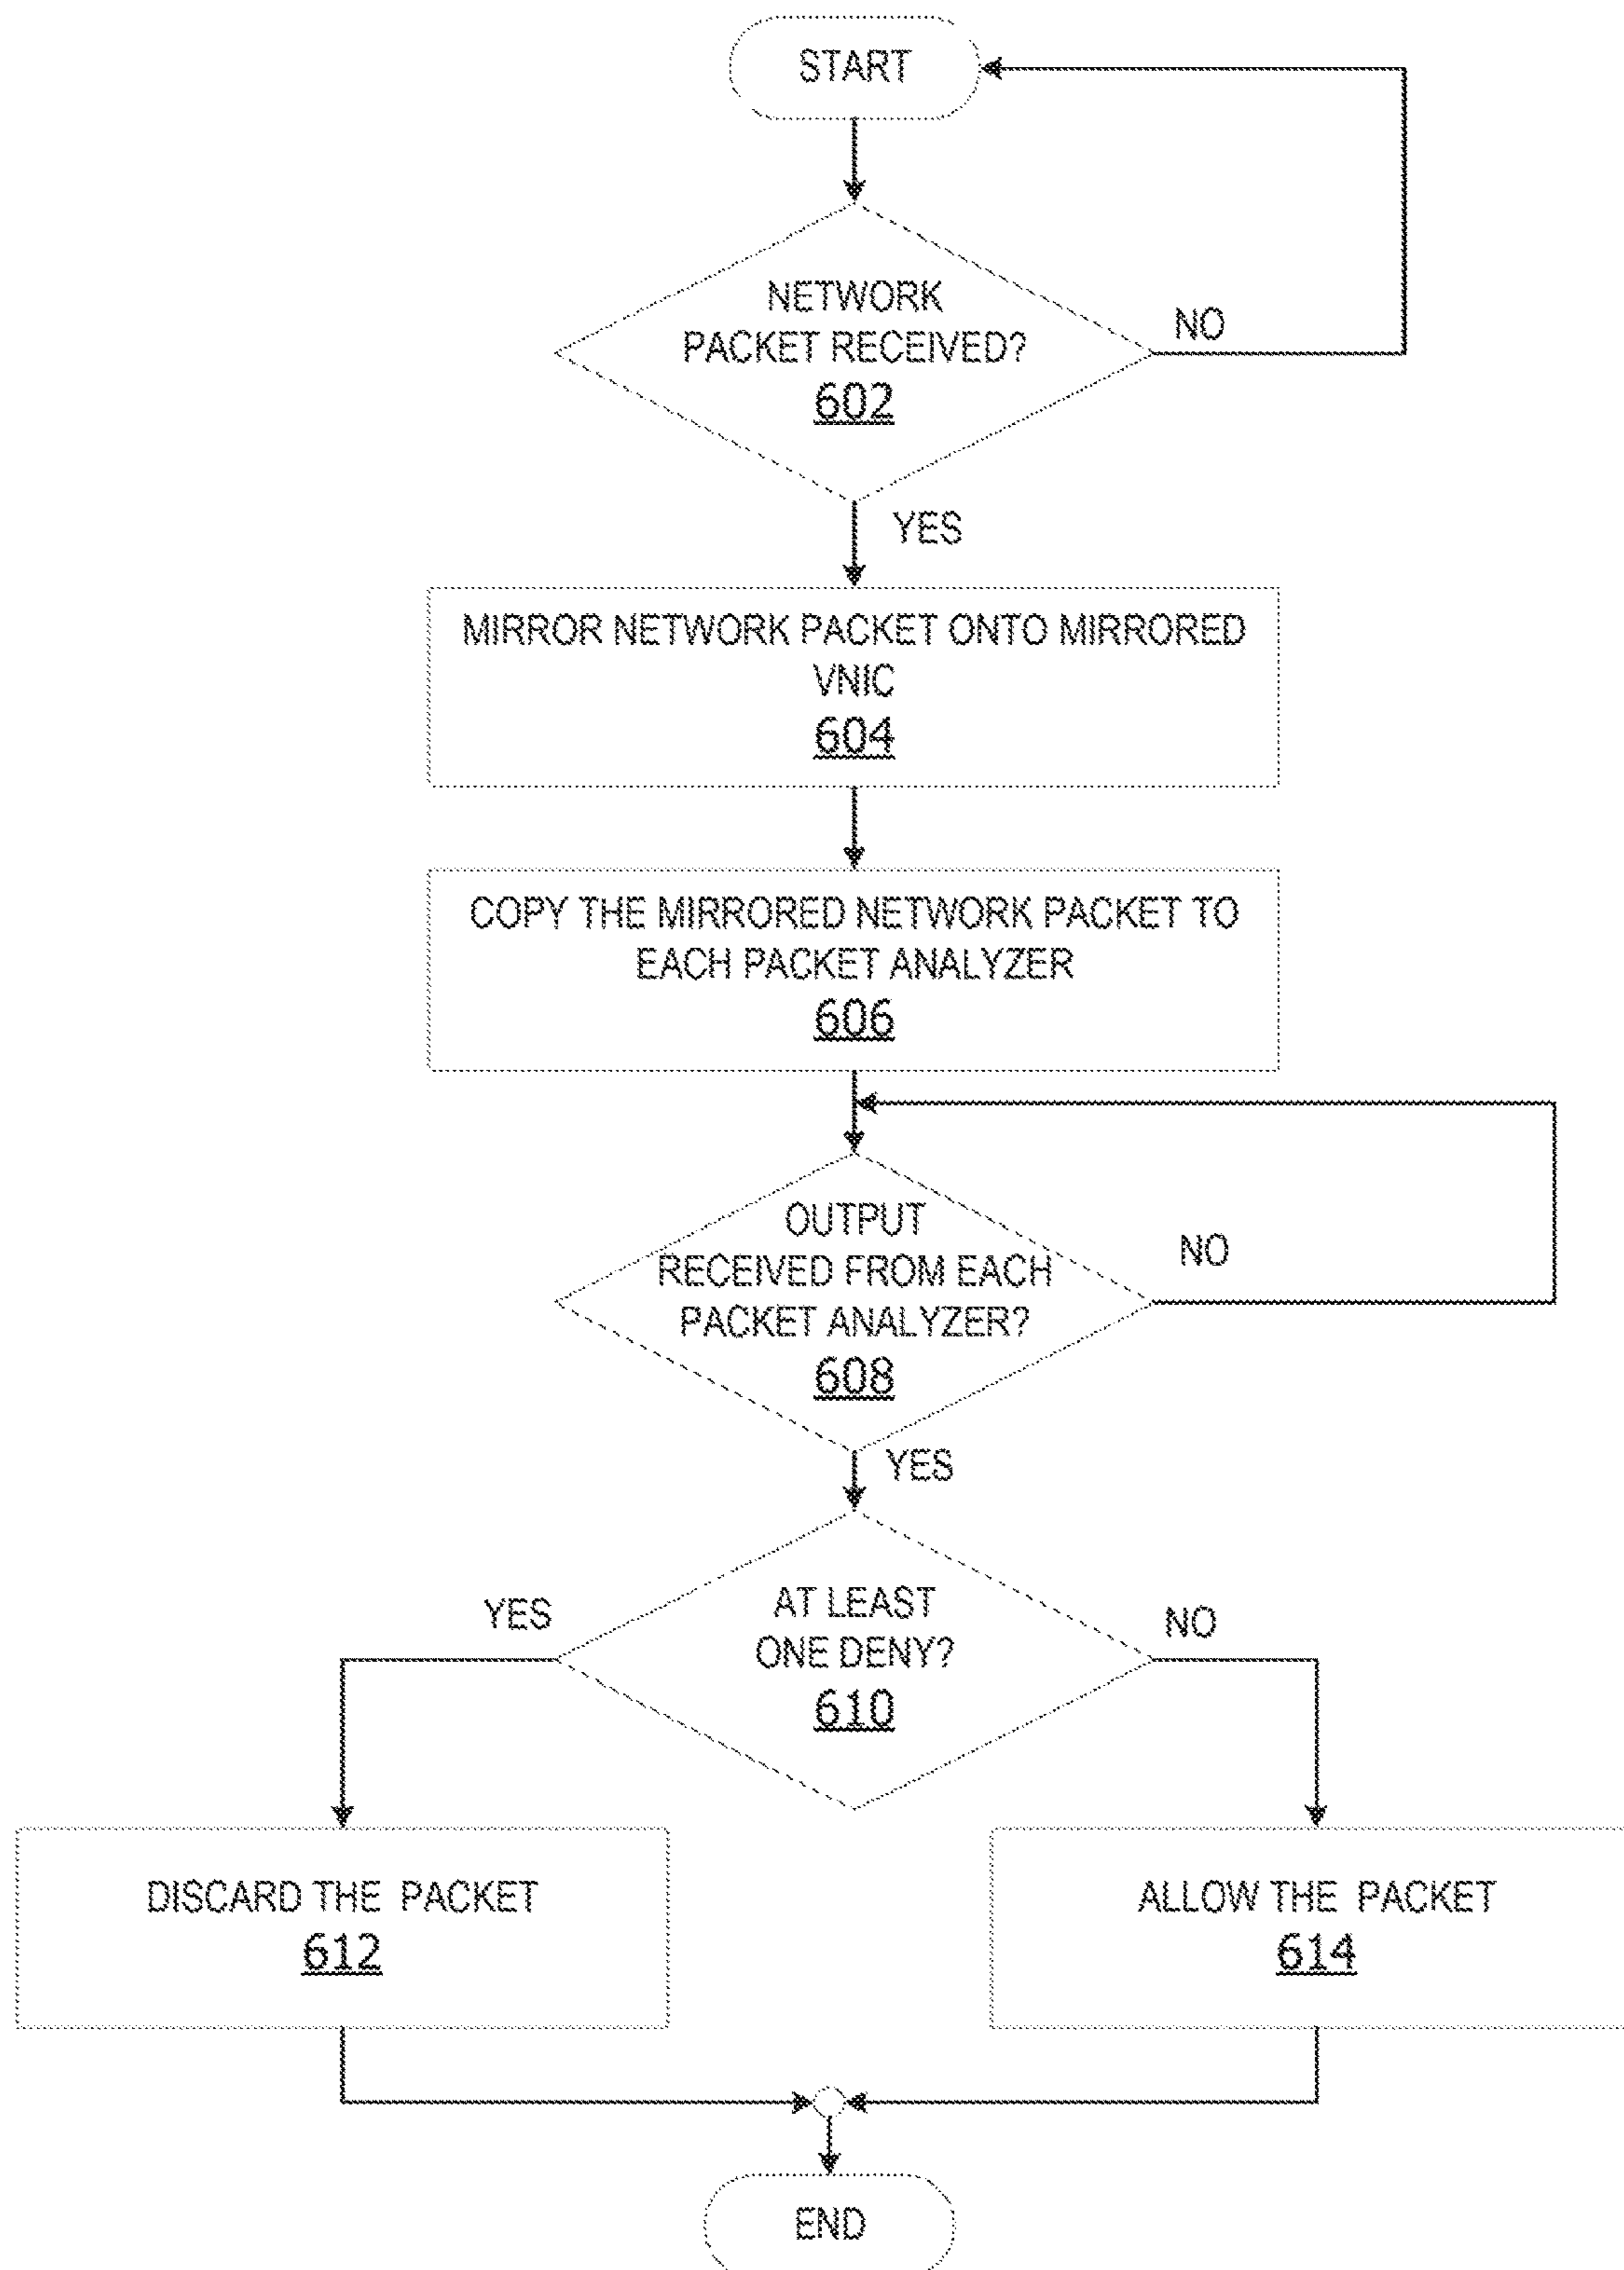 START
NETWORK
PACKET RECEIVED?
602
NO
YES
MIRROR NETWORK PACKET ONTO MIRRORED
VNIC
604
COPY THE MIRRORED NETWORK PACKET TO
EACH PACKET ANALYZER
606
OUTPUT
RECEIVED FROM EACH
PACKET ANALYZER?
608
NO
YES
AT LEAST
ONE DENY?
610
YES
NO
DISCARD THE PACKET
612
ALLOW THE PACKET
614
END